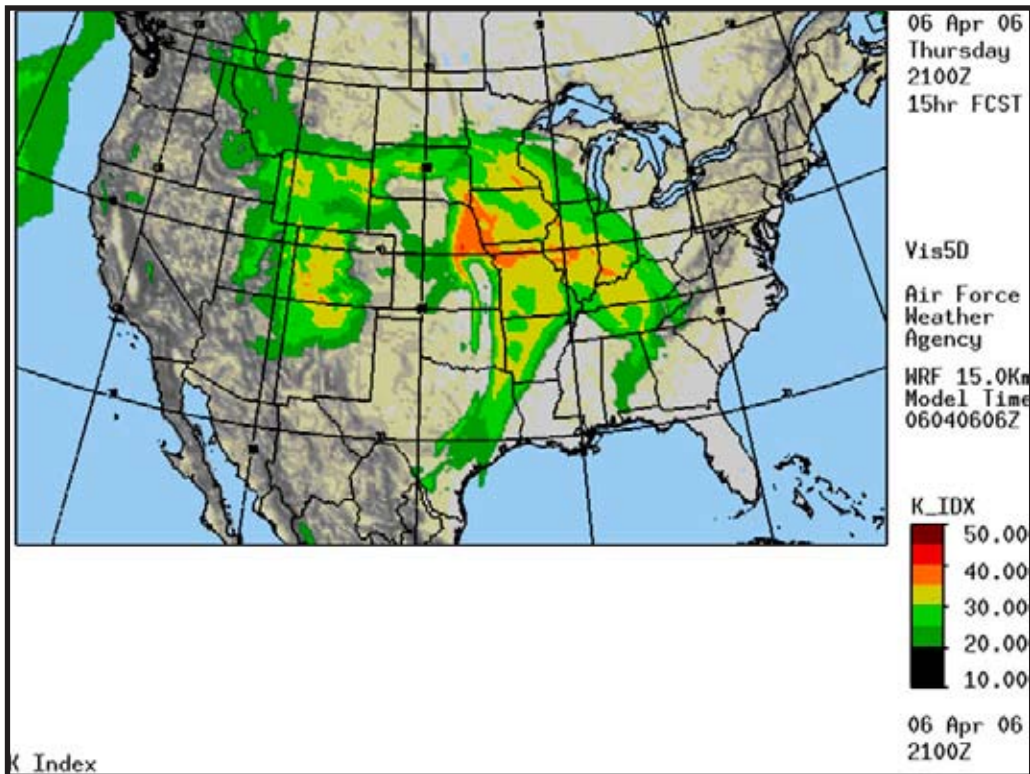 06 Apr 06
Thursday
2100Z
15hr FCST
Vis5D
Air Force
Weather
Agency
WRF 15.0Km
Model Time
06040606Z
K_IDX
50.00
40.00
30.00
20.00
10.00
06 Apr 06
2100Z
K Index